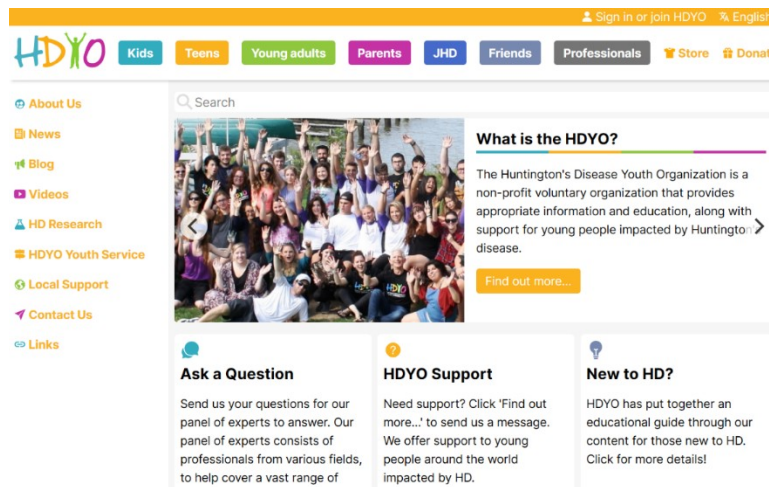 Sign in or join HDYO English
HDYO Kids Teens Young adults Parents JHD Friends Professionals Store Donat
About Us
News
Blog
Videos
HD Research
HDYO Youth Service
Local Support
Contact Us
Links
Search
What is the HDYO?
The Huntington's Disease Youth Organization is a
non-profit voluntary organization that provides
appropriate information and education, along with
support for young people impacted by Huntington's
disease.
Find out more...
Ask a Question
Send us your questions for our
panel of experts to answer. Our
panel of experts consists of
professionals from various fields,
to help cover a vast range of
HDYO Support
Need support? Click 'Find out
more...' to send us a message.
We offer support to young
people around the world
impacted by HD.
New to HD?
HDYO has put together an
educational guide through our
content for those new to HD.
Click for more details!